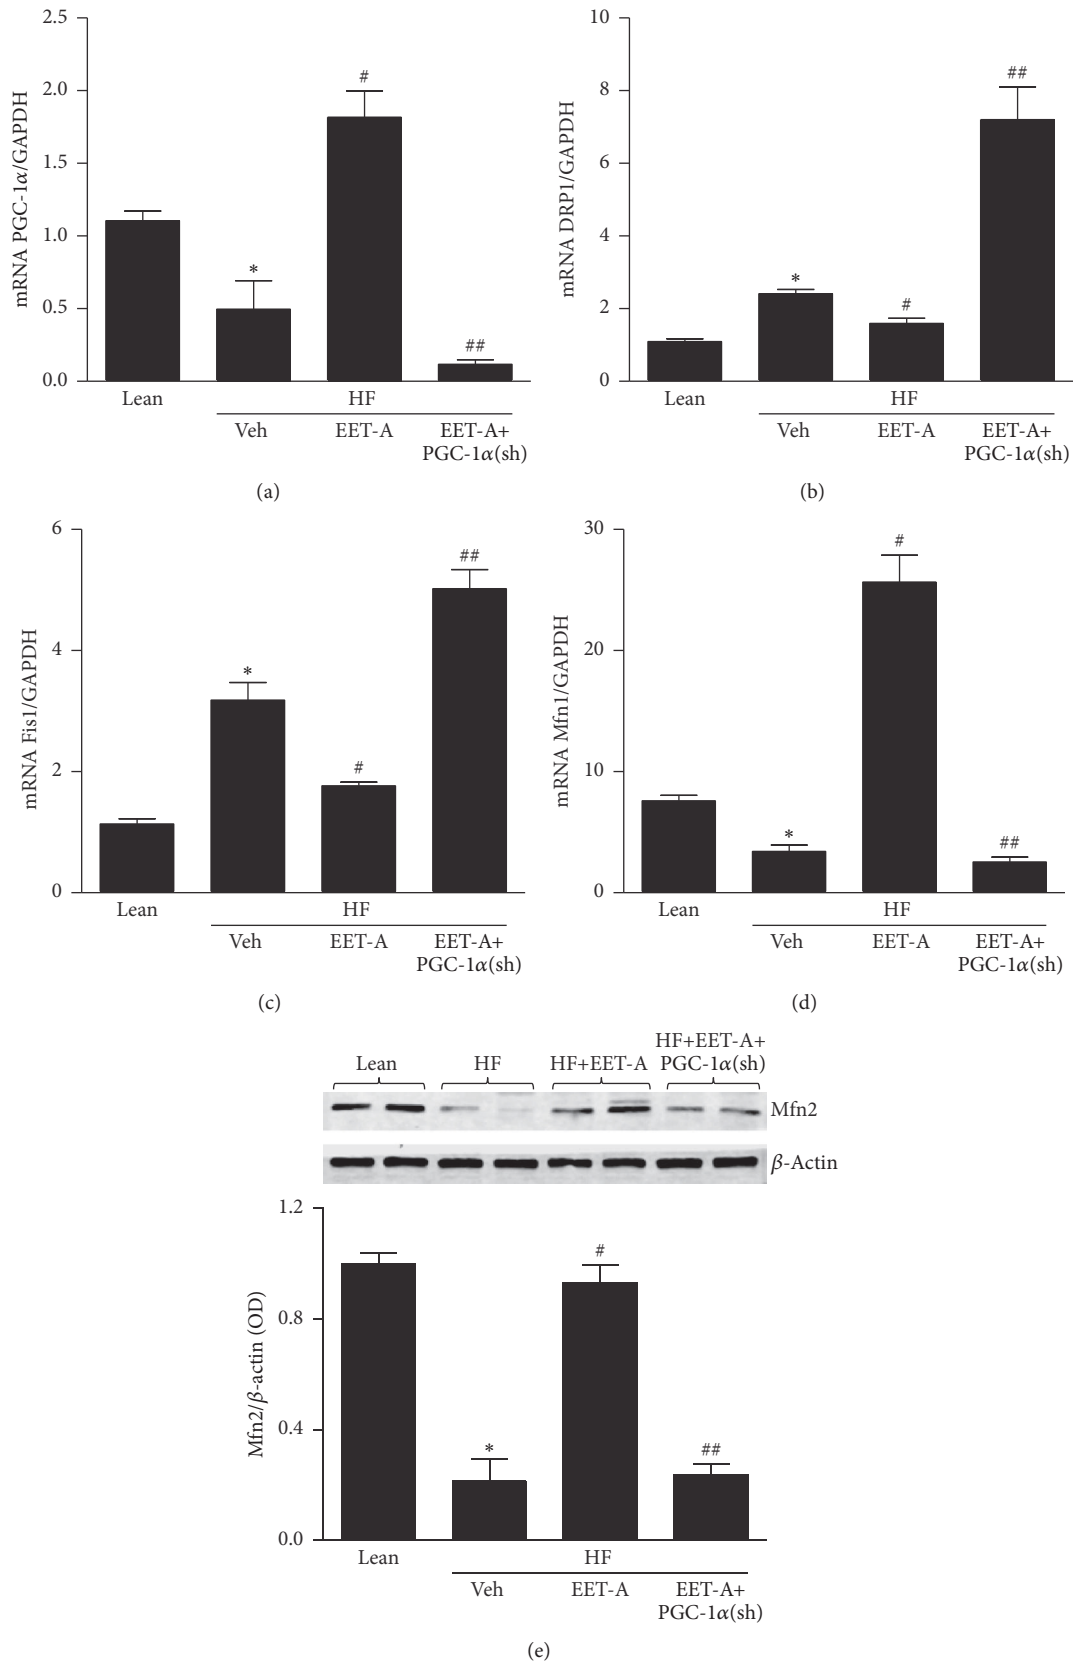 2.5
2.0
1.5
1.0
0.5
0.0
mRNA PGC-1α/GAPDH
#
*
##
Lean
HF
Veh
EET-A
EET-A+
PGC-1α(sh)
(a)
10
8
6
4
2
0
mRNA DRP1/GAPDH
##
*
#
Lean
HF
Veh
EET-A
EET-A+
PGC-1α(sh)
(b)
6
4
2
0
mRNA Fis1/GAPDH
##
*
#
Lean
HF
Veh
EET-A
EET-A+
PGC-1α(sh)
(c)
30
20
10
0
mRNA Mfn1/GAPDH
#
*
##
Lean
HF
Veh
EET-A
EET-A+
PGC-1α(sh)
(d)
Lean
HF
HF+EET-A
HF+EET-A+
PGC-1α(sh)
Mfn2
β-Actin
1.2
0.8
0.4
0.0
Mfn2/β-actin (OD)
#
*
##
Lean
HF
Veh
EET-A
EET-A+
PGC-1α(sh)
(e)